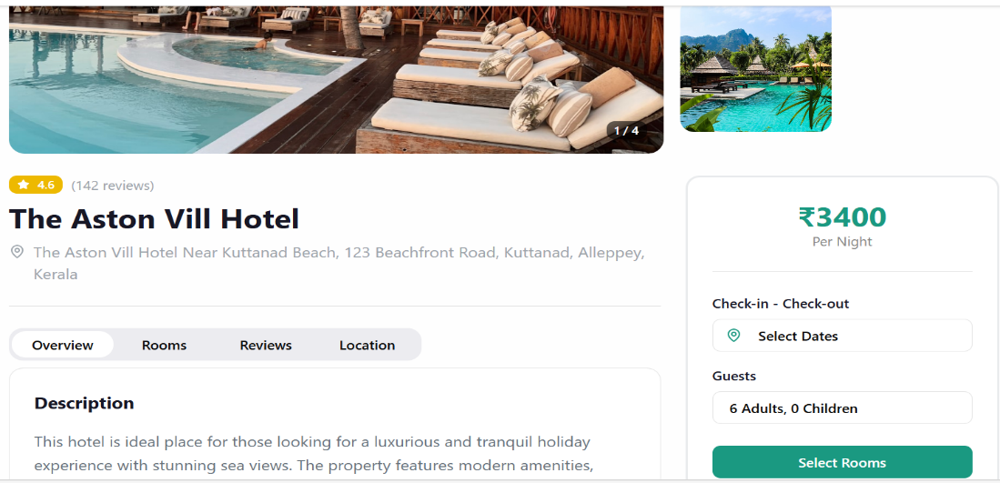 1 / 4
4.6 (142 reviews)
The Aston Vill Hotel
The Aston Vill Hotel Near Kuttanad Beach, 123 Beachfront Road, Kuttanad, Alleppey,
Kerala
Overview Rooms Reviews Location
Description
This hotel is ideal place for those looking for a luxurious and tranquil holiday
experience with stunning sea views. The property features modern amenities,
₹3400
Per Night
Check-in - Check-out
Select Dates
Guests
6 Adults, 0 Children
Select Rooms